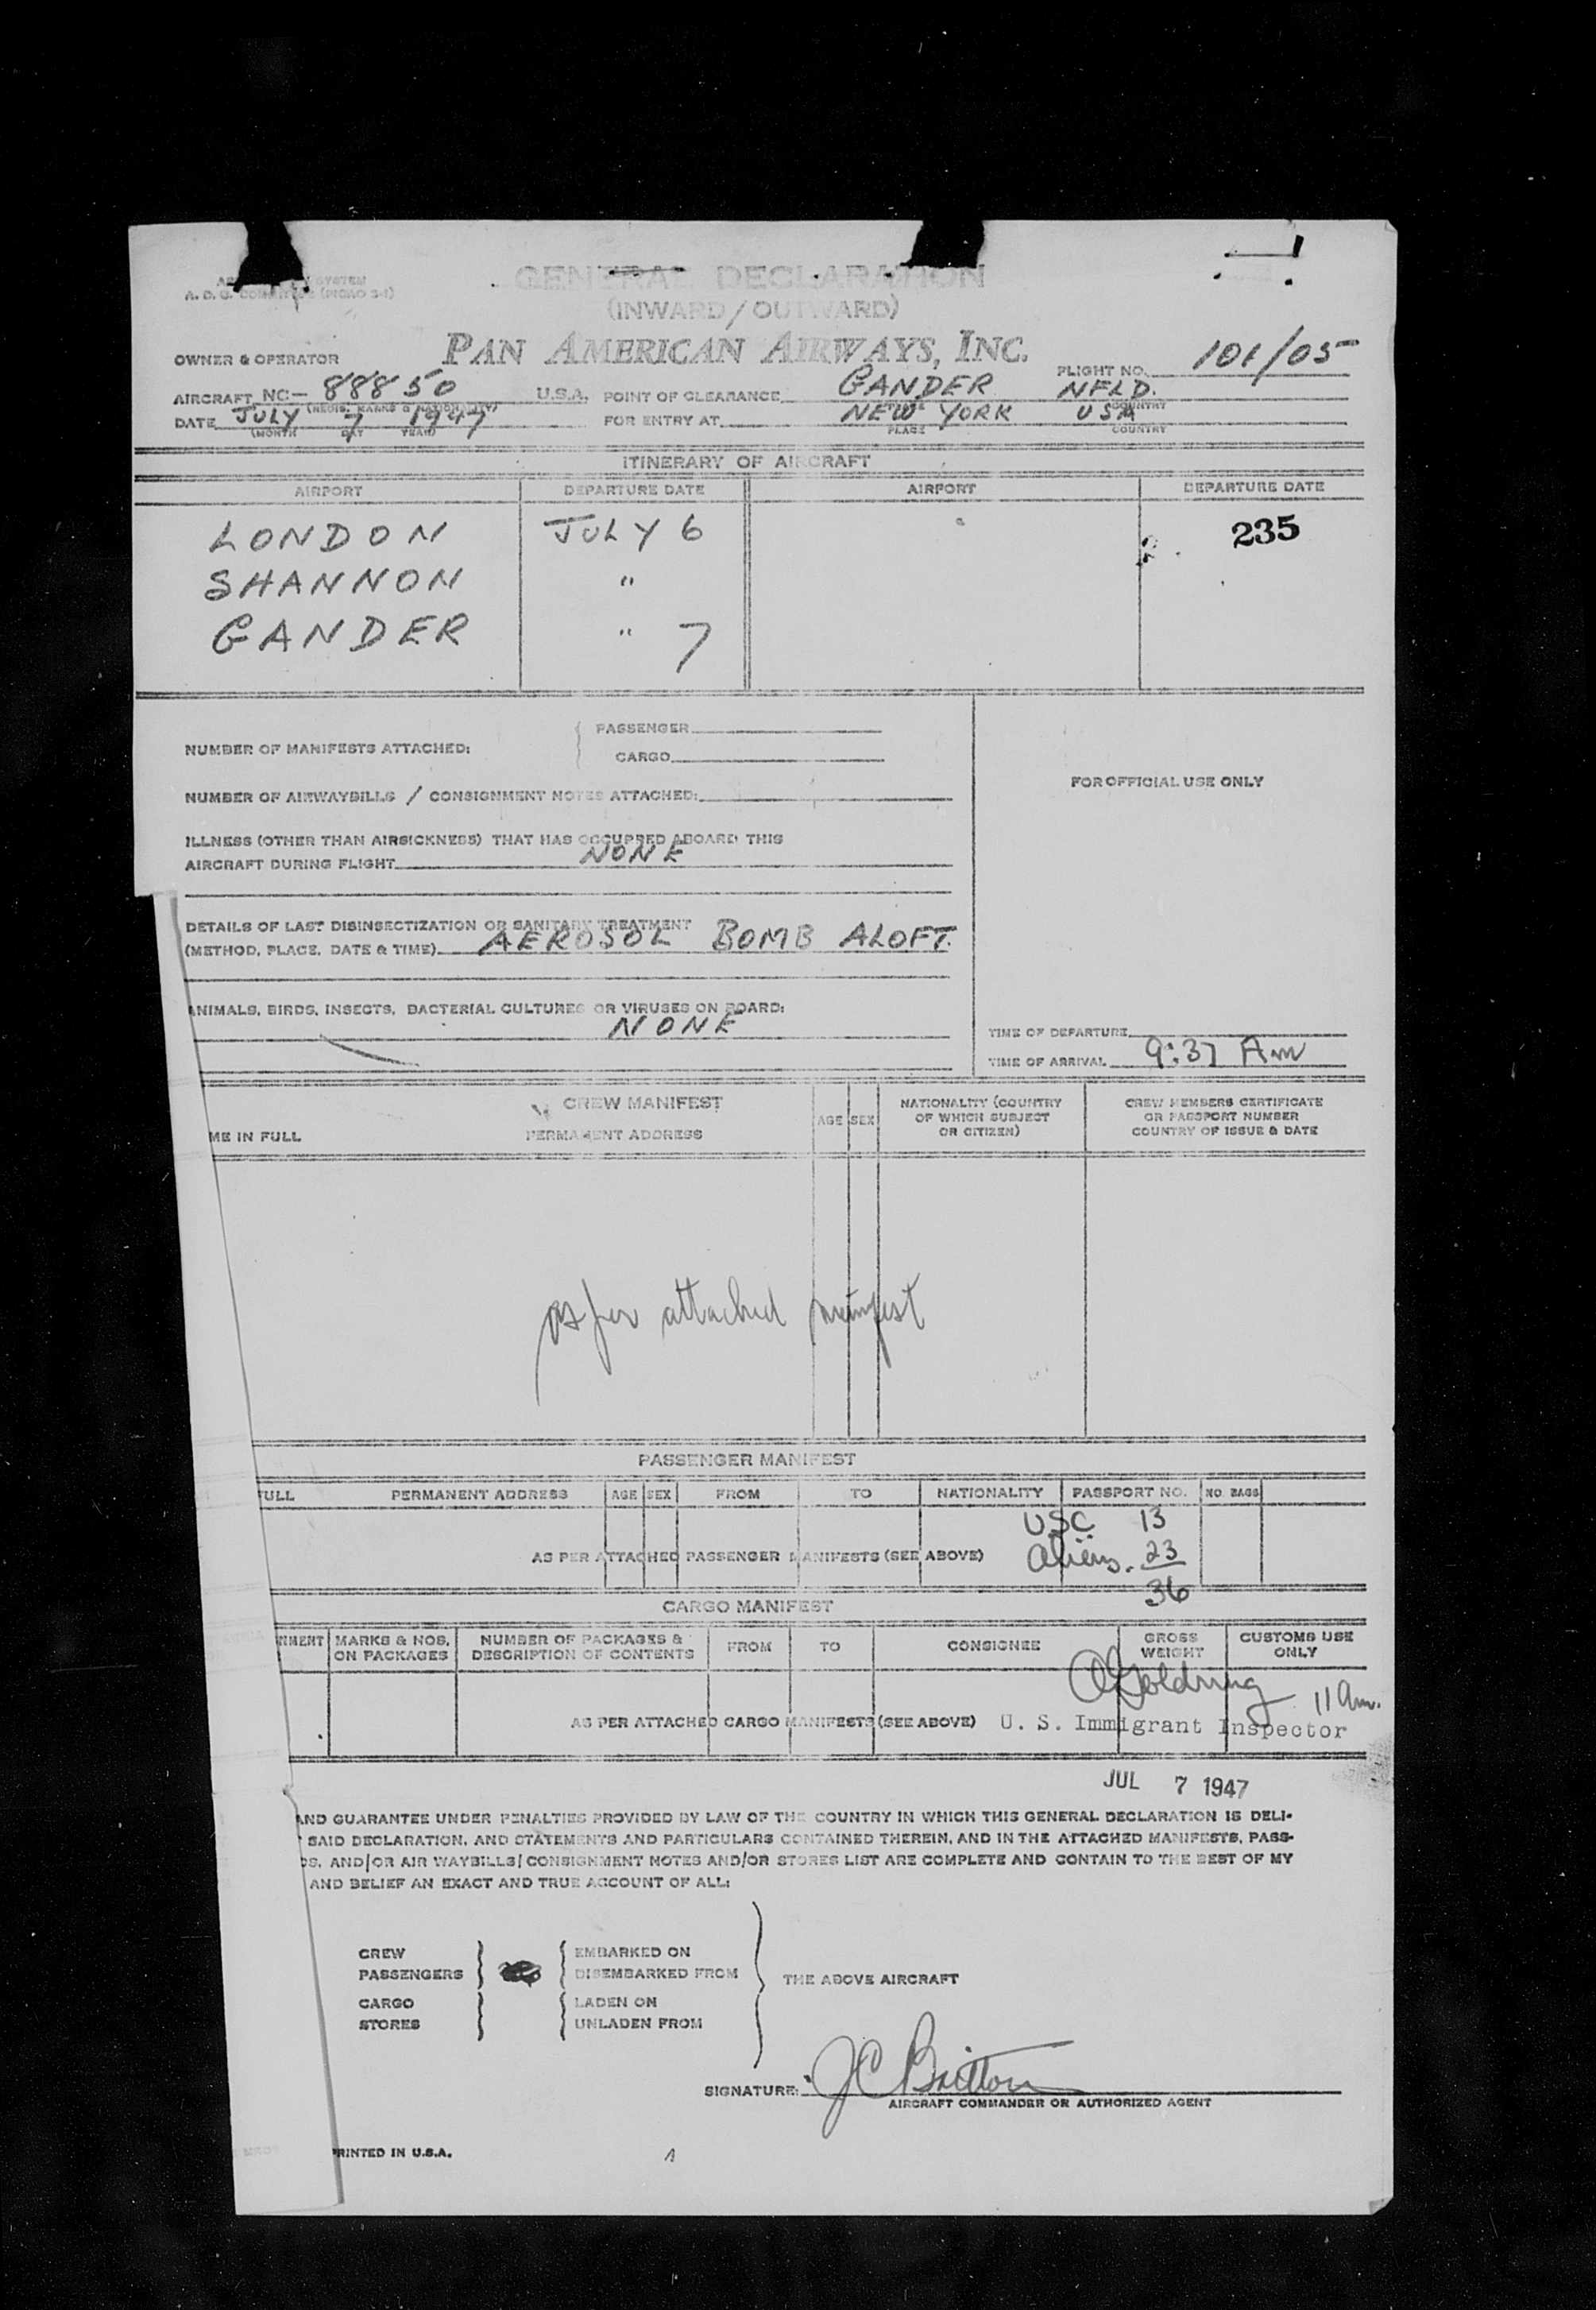 GENERAL DECLARATION
A. D. C.
SYSTEM
(INWARD / OUTWARD)
OWNER & OPERATOR PAN AMERICAN AIRWAYS, INC. FLIGHT NO. 101/05
AIRCRAFT NC- 88850 U.S.A. POINT OF CLEARANCE GANDER NFLD.
(REGIS. MARKS & NATIONALITY) PLACE COUNTRY
DATE JULY 7 1947 FOR ENTRY AT NEW YORK USA
(MONTH DAY YEAR) PLACE COUNTRY
ITINERARY OF AIRCRAFT
AIRPORT DEPARTURE DATE AIRPORT DEPARTURE DATE
LONDON JULY 6 235
SHANNON "
GANDER " 7
PASSENGER
NUMBER OF MANIFESTS ATTACHED:
CARGO
FOR OFFICIAL USE ONLY
NUMBER OF AIRWAYBILLS / CONSIGNMENT NOTES ATTACHED:
ILLNESS (OTHER THAN AIRSICKNESS) THAT HAS OCCURRED ABOARD THIS
AIRCRAFT DURING FLIGHT NONE
DETAILS OF LAST DISINSECTIZATION OR SANITARY TREATMENT
(METHOD, PLACE, DATE & TIME) AEROSOL BOMB ALOFT.
ANIMALS, BIRDS, INSECTS, BACTERIAL CULTURES OR VIRUSES ON BOARD:
NONE
TIME OF DEPARTURE
TIME OF ARRIVAL 9:37 AM
CREW MANIFEST
ME IN FULL PERMANENT ADDRESS AGE SEX NATIONALITY (COUNTRY OF WHICH SUBJECT OR CITIZEN) CREW MEMBERS CERTIFICATE OR PASSPORT NUMBER COUNTRY OF ISSUE & DATE
as per attached manifest
PASSENGER MANIFEST
FULL PERMANENT ADDRESS AGE SEX FROM TO NATIONALITY PASSPORT NO. NO. BAGS
USC 13
AS PER ATTACHED PASSENGER MANIFESTS (SEE ABOVE) Aliens. 23
36
CARGO MANIFEST
NMENT MARKS & NOS. ON PACKAGES NUMBER OF PACKAGES & DESCRIPTION OF CONTENTS FROM TO CONSIGNEE GROSS WEIGHT CUSTOMS USE ONLY
Goldring 11 am.
AS PER ATTACHED CARGO MANIFESTS (SEE ABOVE) U. S. Immigrant Inspector
JUL 7 1947
AND GUARANTEE UNDER PENALTIES PROVIDED BY LAW OF THE COUNTRY IN WHICH THIS GENERAL DECLARATION IS DELI-
SAID DECLARATION, AND STATEMENTS AND PARTICULARS CONTAINED THEREIN, AND IN THE ATTACHED MANIFESTS, PASS-
OS, AND/OR AIR WAYBILLS/CONSIGNMENT NOTES AND/OR STORES LIST ARE COMPLETE AND CONTAIN TO THE BEST OF MY
AND BELIEF AN EXACT AND TRUE ACCOUNT OF ALL:
CREW EMBARKED ON
PASSENGERS DISEMBARKED FROM THE ABOVE AIRCRAFT
CARGO LADEN ON
STORES UNLADEN FROM
SIGNATURE: JC Britton
AIRCRAFT COMMANDER OR AUTHORIZED AGENT
PRINTED IN U.S.A.